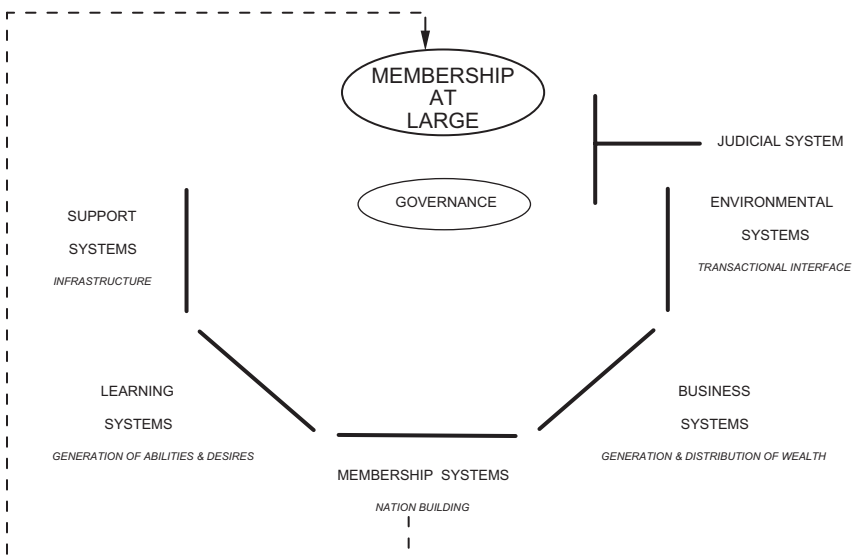 MEMBERSHIP
AT
LARGE
JUDICIAL SYSTEM
GOVERNANCE
SUPPORT
SYSTEMS
INFRASTRUCTURE
ENVIRONMENTAL
SYSTEMS
TRANSACTIONAL INTERFACE
LEARNING
SYSTEMS
GENERATION OF ABILITIES & DESIRES
BUSINESS
SYSTEMS
GENERATION & DISTRIBUTION OF WEALTH
MEMBERSHIP SYSTEMS
NATION BUILDING